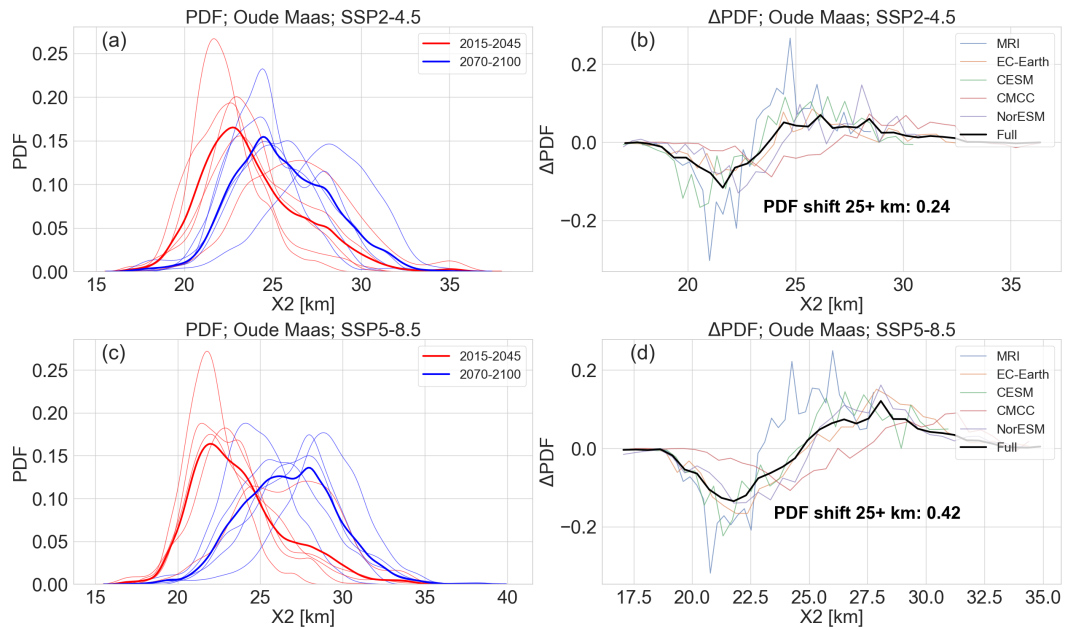 PDF; Oude Maas; SSP2-4.5
(a)
2015-2045
2070-2100
PDF
0.25
0.20
0.15
0.10
0.05
0.00
15
20
25
30
35
X2 [km]
ΔPDF; Oude Maas; SSP2-4.5
(b)
MRI
EC-Earth
CESM
CMCC
NorESM
Full
ΔPDF
0.2
0.0
−0.2
PDF shift 25+ km: 0.24
20
25
30
35
X2 [km]
PDF; Oude Maas; SSP5-8.5
(c)
2015-2045
2070-2100
PDF
0.25
0.20
0.15
0.10
0.05
0.00
15
20
25
30
35
40
X2 [km]
ΔPDF; Oude Maas; SSP5-8.5
(d)
MRI
EC-Earth
CESM
CMCC
NorESM
Full
ΔPDF
0.2
0.0
−0.2
PDF shift 25+ km: 0.42
17.5
20.0
22.5
25.0
27.5
30.0
32.5
35.0
X2 [km]